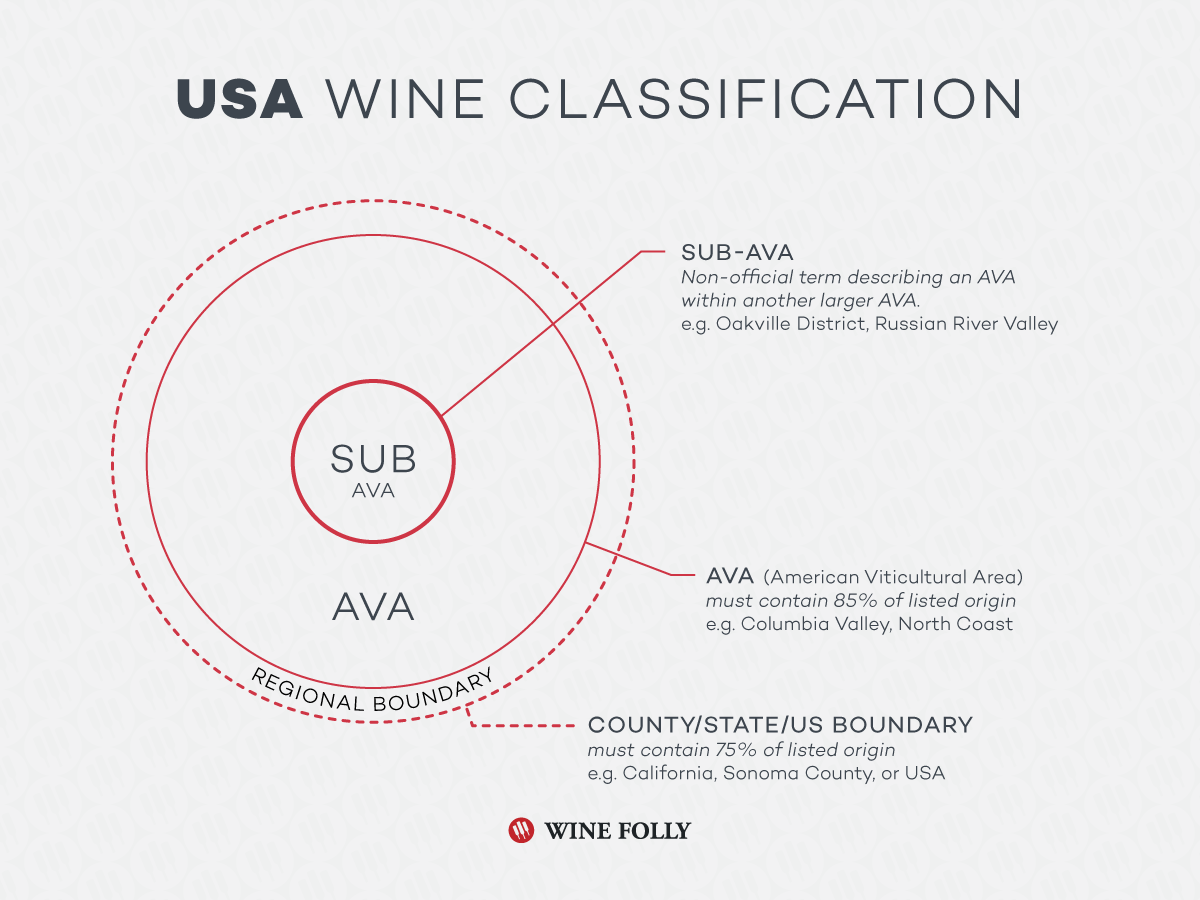 USA WINE CLASSIFICATION
SUB-AVA
Non-official term describing an AVA
within another larger AVA.
e.g. Oakville District, Russian River Valley
SUB
AVA
AVA
AVA (American Viticultural Area)
must contain 85% of listed origin
e.g. Columbia Valley, North Coast
REGIONAL BOUNDARY
COUNTY/STATE/US BOUNDARY
must contain 75% of listed origin
e.g. California, Sonoma County, or USA
WINE FOLLY